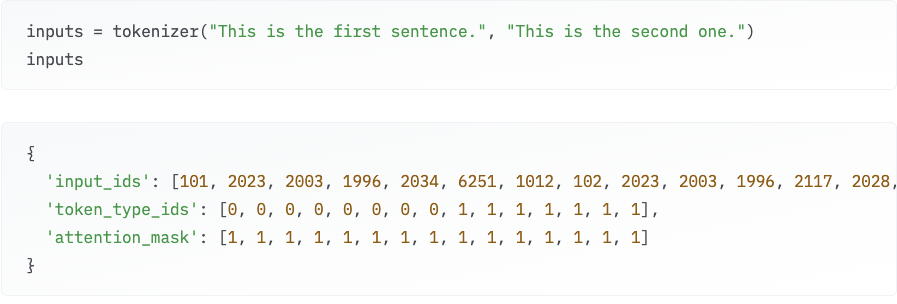 inputs = tokenizer("This is the first sentence.", "This is the second one.")
inputs
{
'input_ids': [101, 2023, 2003, 1996, 2034, 6251, 1012, 102, 2023, 2003, 1996, 2117, 2028,
'token_type_ids': [0, 0, 0, 0, 0, 0, 0, 0, 1, 1, 1, 1, 1, 1, 1],
'attention_mask': [1, 1, 1, 1, 1, 1, 1, 1, 1, 1, 1, 1, 1, 1, 1]
}